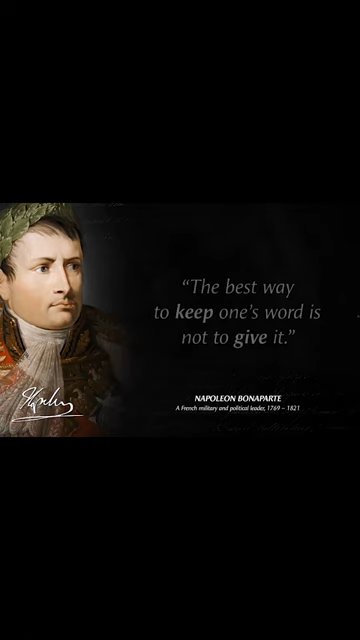 “The best way
to keep one’s word is
not to give it.”
NAPOLEON BONAPARTE
A French military and political leader, 1769 – 1821